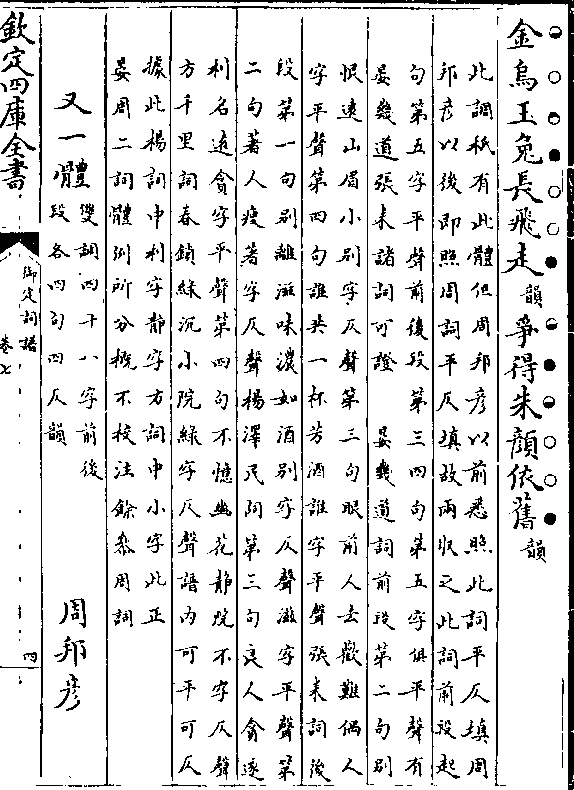 金烏玉兔長飛走韻爭得朱顏依舊韻
此調秖有此體但周邦彥以前悉照此詞平仄填周
邦彥以後即照周詞平仄填故兩収之此詞前段起
句第五字平聲前後段第三四句第五字俱平聲有
晏幾道張耒諸詞可證　晏幾道詞前段第二句別
恨遠山眉小別字仄聲第三句眼前人去歡難偶人
字平聲第四句誰共一杯芳酒誰字平聲張耒詞後
段第一句別離滋味濃如酒別字仄聲滋字平聲第
二句著人瘦著字仄聲楊澤民詞第三句良人貪逐
利名遠貪字平聲第四句不憶幽花靜院不字仄聲
方千里詞春鎖綠沉小院綠字仄聲譜內可平可仄
據此楊詞中利字靜字方詞中小字此正
晏周二詞體例所分概不校注餘參周詞
又一體
雙調四十八字前後
段各四句四仄韻
周邦彥
欽定四庫全書
御定詞譜
卷七
四